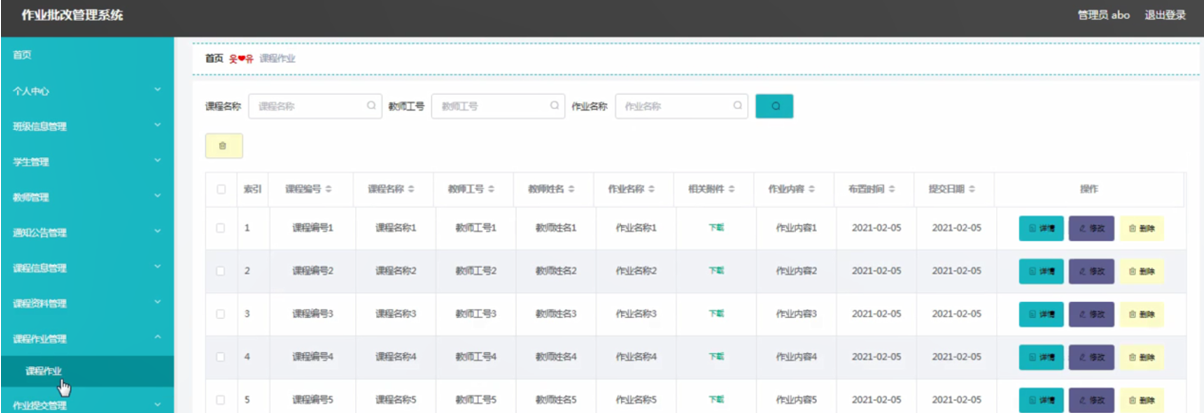 作业批改管理系统 管理员 abo 退出登录
首页
个人中心
班级信息管理
学生管理
教师管理
通知公告管理
课程信息管理
课程资料管理
课程作业管理
课程作业
作业提交管理
首页 웃❤유 课程作业
课程名称 课程名称 教师工号 教师工号 作业名称 作业名称
索引 课程编号 课程名称 教师工号 教师姓名 作业名称 相关附件 作业内容 布置时间 提交日期 操作
1 课程编号1 课程名称1 教师工号1 教师姓名1 作业名称1 下载 作业内容1 2021-02-05 2021-02-05 详情 修改 删除
2 课程编号2 课程名称2 教师工号2 教师姓名2 作业名称2 下载 作业内容2 2021-02-05 2021-02-05 详情 修改 删除
3 课程编号3 课程名称3 教师工号3 教师姓名3 作业名称3 下载 作业内容3 2021-02-05 2021-02-05 详情 修改 删除
4 课程编号4 课程名称4 教师工号4 教师姓名4 作业名称4 下载 作业内容4 2021-02-05 2021-02-05 详情 修改 删除
5 课程编号5 课程名称5 教师工号5 教师姓名5 作业名称5 下载 作业内容5 2021-02-05 2021-02-05 详情 修改 删除